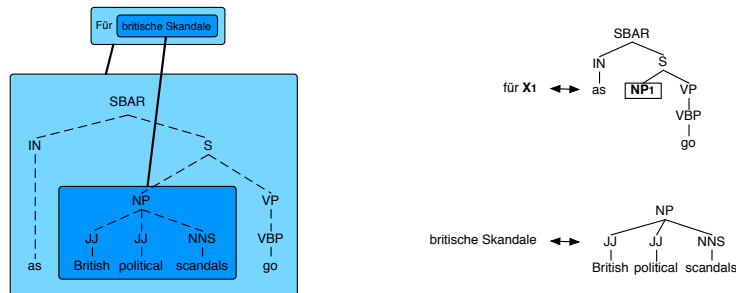 Für britische Skandale
SBAR
IN S
NP VP
JJ JJ NNS VBP
as British political scandals go
SBAR
IN S
für X1 as NP1 VP
VBP
go
NP
britische Skandale JJ JJ NNS
British political scandals